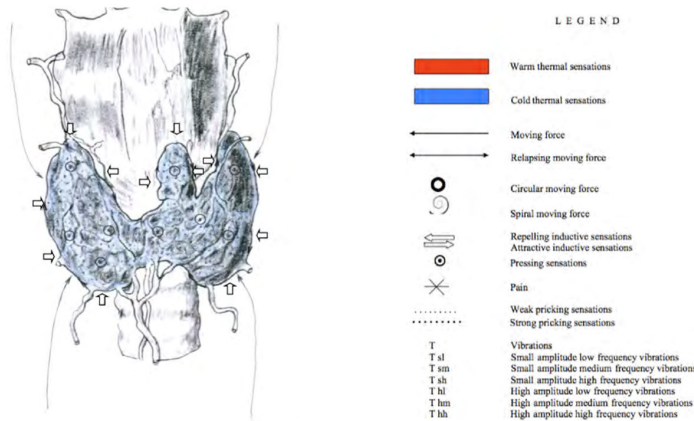 LEGEND
Warm thermal sensations
Cold thermal sensations
Moving force
Relapsing moving force
Circular moving force
Spiral moving force
Repelling inductive sensations
Attractive inductive sensations
Pressing sensations
Pain
Weak pricking sensations
Strong pricking sensations
T Vibrations
T sl Small amplitude low frequency vibrations
T sm Small amplitude medium frequency vibrations
T sh Small amplitude high frequency vibrations
T hl High amplitude low frequency vibrations
T hm High amplitude medium frequency vibrations
T hh High amplitude high frequency vibrations